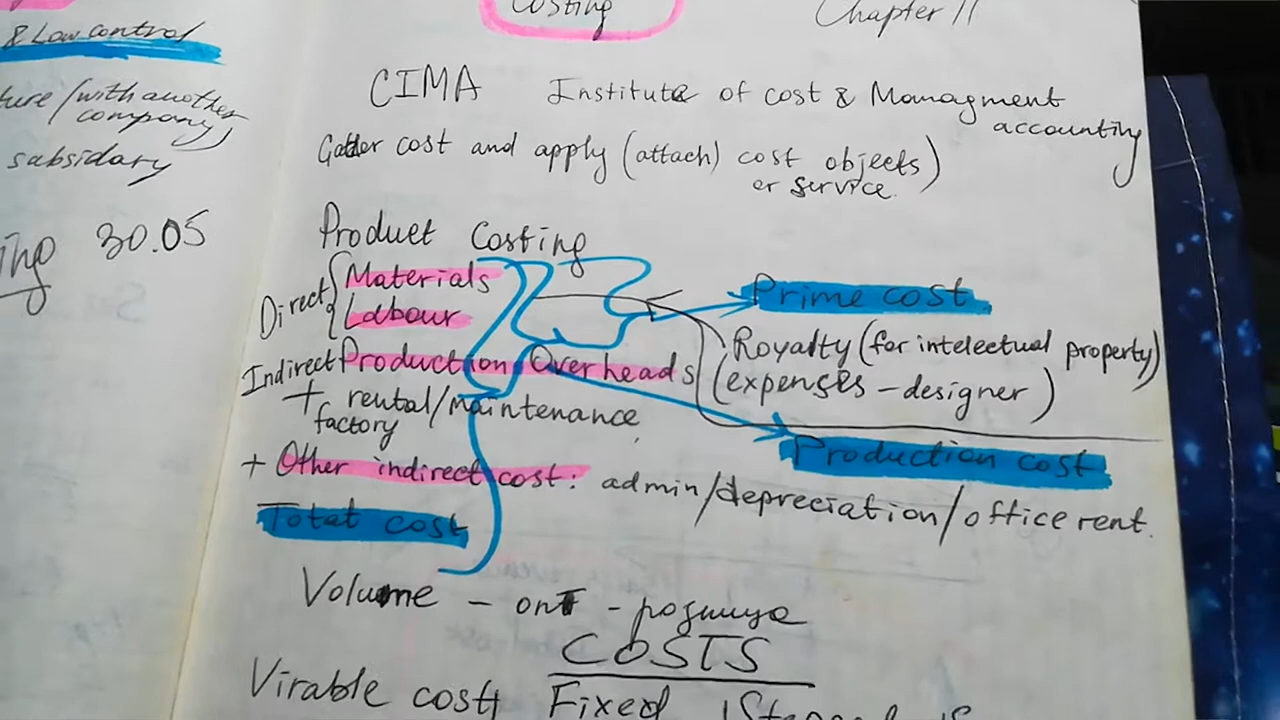 & Low control
ture/(with another
company)
subsidary
ing 30.05
Costing
Chapter 11
CIMA Institute of cost & Managment
accounting
Gather cost and apply (attach) cost objects)
or service.
Product Costing
Direct { Materials
Labour
Prime cost
Royalty (for intelectual property)
(expenses - designer)
Indirect Production Overheads
+ rental/maintenance
factory
Production cost
+ Other indirect cost: admin/depreciation/office rent.
Total cost
Volume - опт - розница
COSTS
Virable cost
Fixed